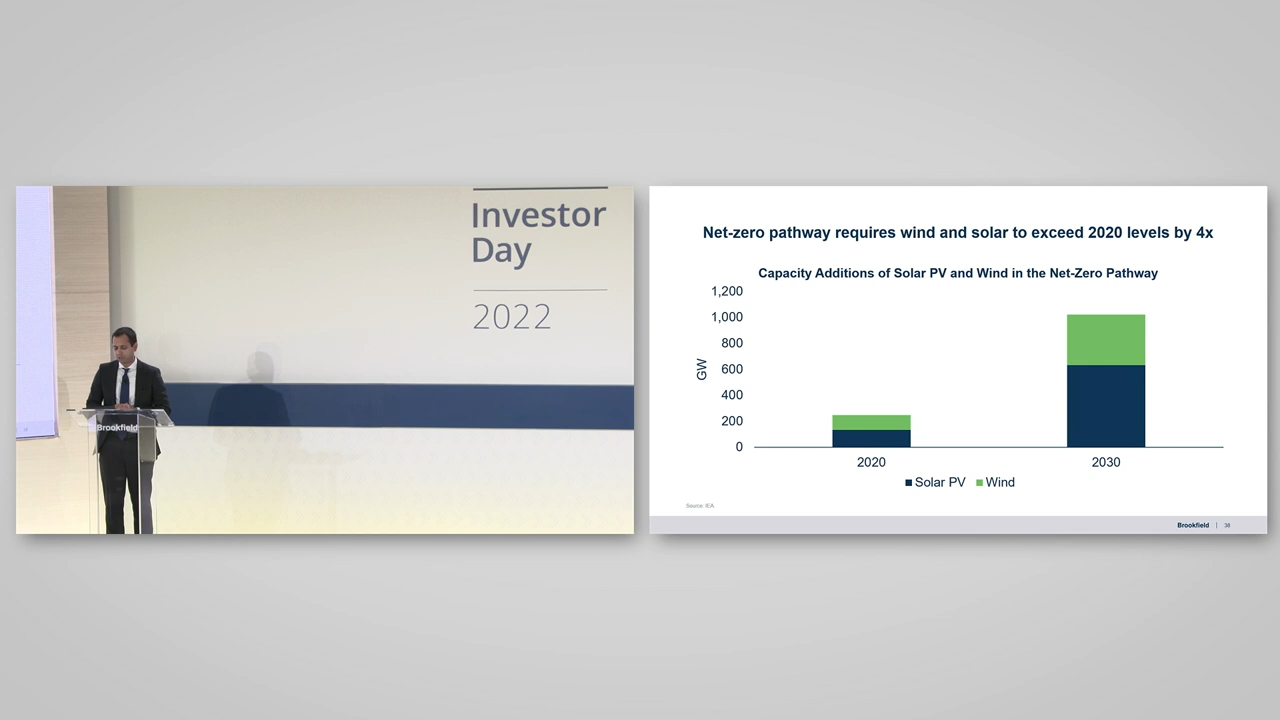 Investor
Day
2022
Brookfield
Net-zero pathway requires wind and solar to exceed 2020 levels by 4x
Capacity Additions of Solar PV and Wind in the Net-Zero Pathway
GW
1,200
1,000
800
600
400
200
0
2020 2030
Solar PV Wind
Source: IEA
Brookfield | 38